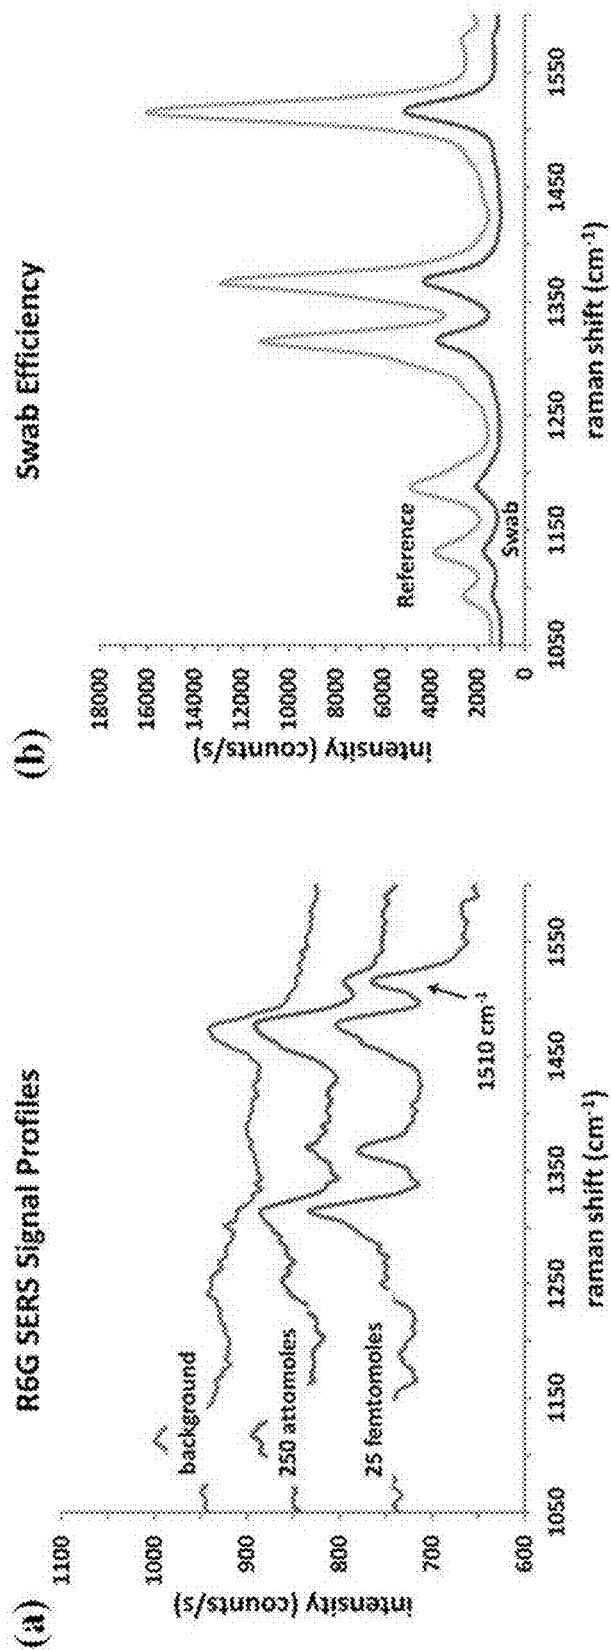 (a)
R6G SERS Signal Profiles
intensity (counts/s)
1100
1000
900
800
700
600
background
250 attomoles
25 femtomoles
1510 cm-1
1050
1150
1250
1350
1450
1550
raman shift (cm-1)
(b)
Swab Efficiency
intensity (counts/s)
18000
16000
14000
12000
10000
8000
6000
4000
2000
0
Reference
Swab
1050
1150
1250
1350
1450
1550
raman shift (cm-1)